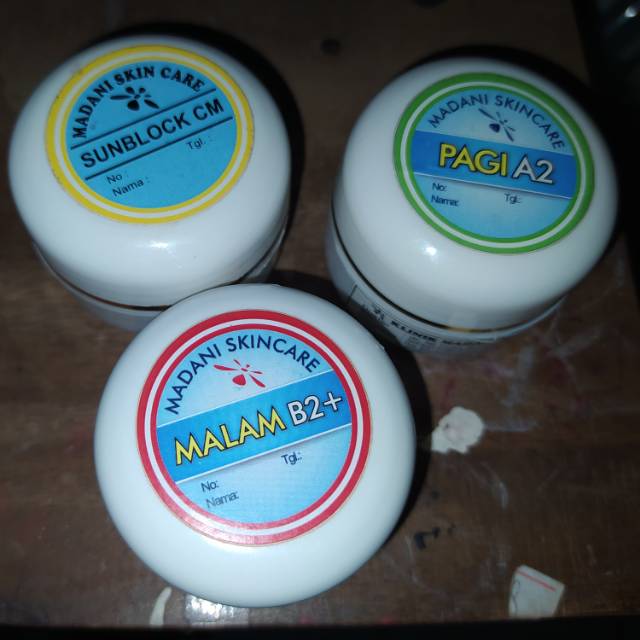 MADANI SKIN CARE
SUNBLOCK CM
Tgl.:
No :
Nama :
MADANI SKINCARE
PAGI A2
No: Tgl.:
Nama:
MADANI SKINCARE
MALAM B2+
Tgl.:
No:
Nama: